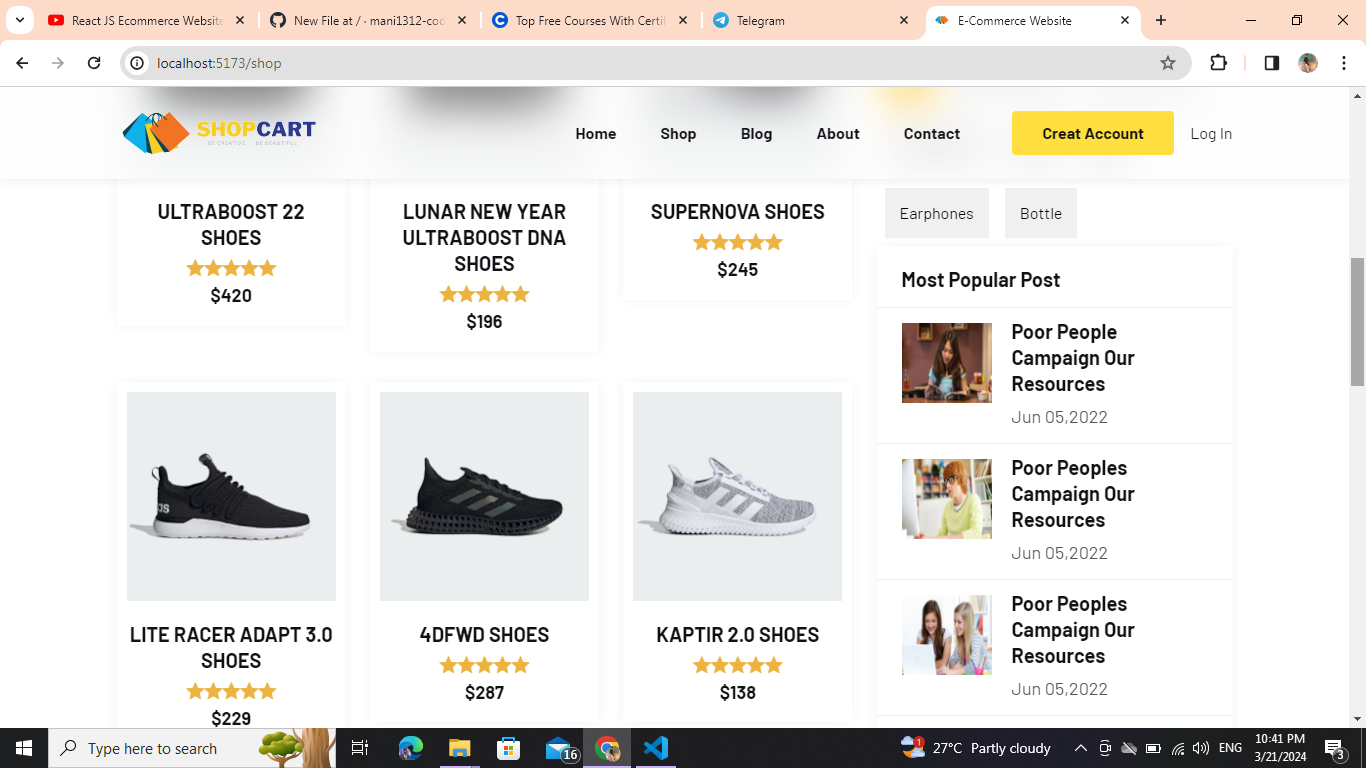 React JS Ecommerce Website
New File at / · mani1312-coo
Top Free Courses With Certif
Telegram
E-Commerce Website
localhost:5173/shop
SHOPCART
BE CREATIVE BE BEAUTIFUL
Home
Shop
Blog
About
Contact
Creat Account
Log In
ULTRABOOST 22
SHOES
$420
LUNAR NEW YEAR
ULTRABOOST DNA
SHOES
$196
SUPERNOVA SHOES
$245
Earphones
Bottle
Most Popular Post
Poor People
Campaign Our
Resources
Jun 05,2022
Poor Peoples
Campaign Our
Resources
Jun 05,2022
Poor Peoples
Campaign Our
Resources
Jun 05,2022
LITE RACER ADAPT 3.0
SHOES
$229
4DFWD SHOES
$287
KAPTIR 2.0 SHOES
$138
Type here to search
16
1
27°C Partly cloudy
ENG
10:41 PM
3/21/2024
3